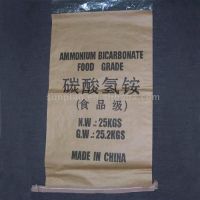 AMMONIUM BICARBONATE
FOOD GRADE
碳酸氢铵
(食品级)
N.W.:25KGS
G.W.:25.2KGS
MADE IN CHINA